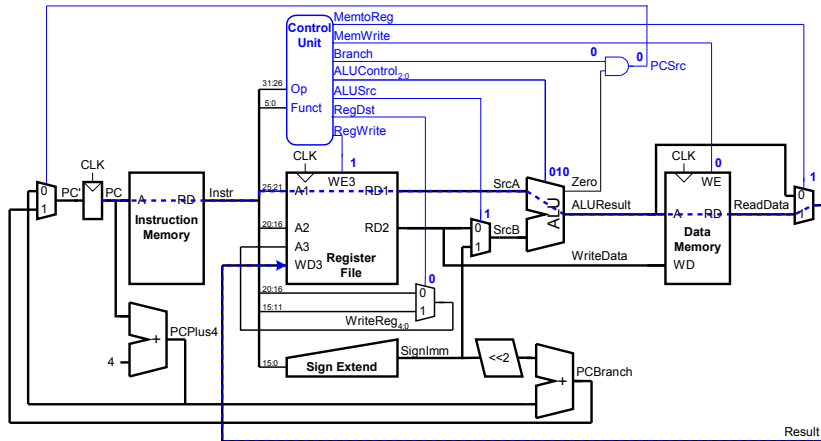 MemtoReg
Control Unit
MemWrite
Branch
0
0
PCSrc
ALUControl2:0
31:26
Op
ALUSrc
5:0
Funct
RegDst
RegWrite
CLK
CLK
1
010
Zero
CLK
0
1
0
1
PC'
PC
A
RD
Instr
25:21
A1
WE3
RD1
SrcA
WE
0
1
Instruction Memory
20:16
A2
RD2
1
0
1
SrcB
ALU
ALUResult
A
RD
ReadData
Data Memory
A3
Register File
WD3
WriteData
WD
0
20:16
0
15:11
1
WriteReg4:0
PCPlus4
+
4
SignImm
15:0
Sign Extend
<<2
+
PCBranch
Result